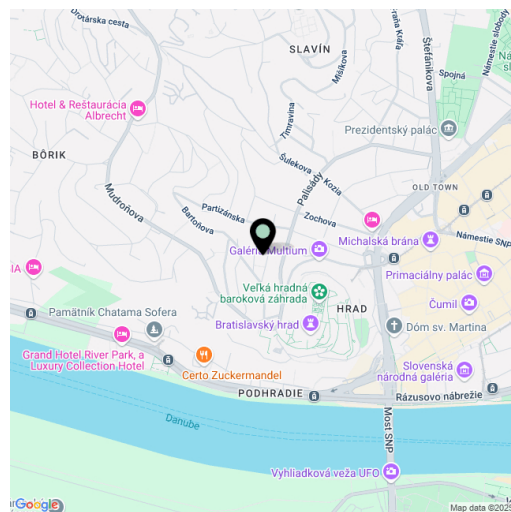 Drotárska cesta
SLAVÍN
Mišíkova
Štefánikova
Námestie slobody
Spojná
Hotel & Reštaurácia
Albrecht
Timravina
Prezidentský palác
BÔRIK
Šulekova
Kozia
Palisády
OLD TOWN
Mudroňova
Partizánska
Bartoňova
Zochova
Námestie SNP
Michalská brána
Galéria Multium
Primaciálny palác
Veľká hradná
baroková záhrada
Čumil
HRAD
Pamätník Chatama Sofera
Bratislavský hrad
Dóm sv. Martina
Grand Hotel River Park, a
Luxury Collection Hotel
Certo Zuckermandel
Slovenská
národná galéria
PODHRADIE
Rázusovo nábrežie
Most SNP
Danube
Vyhliadková veža UFO
Google
Map data ©2025